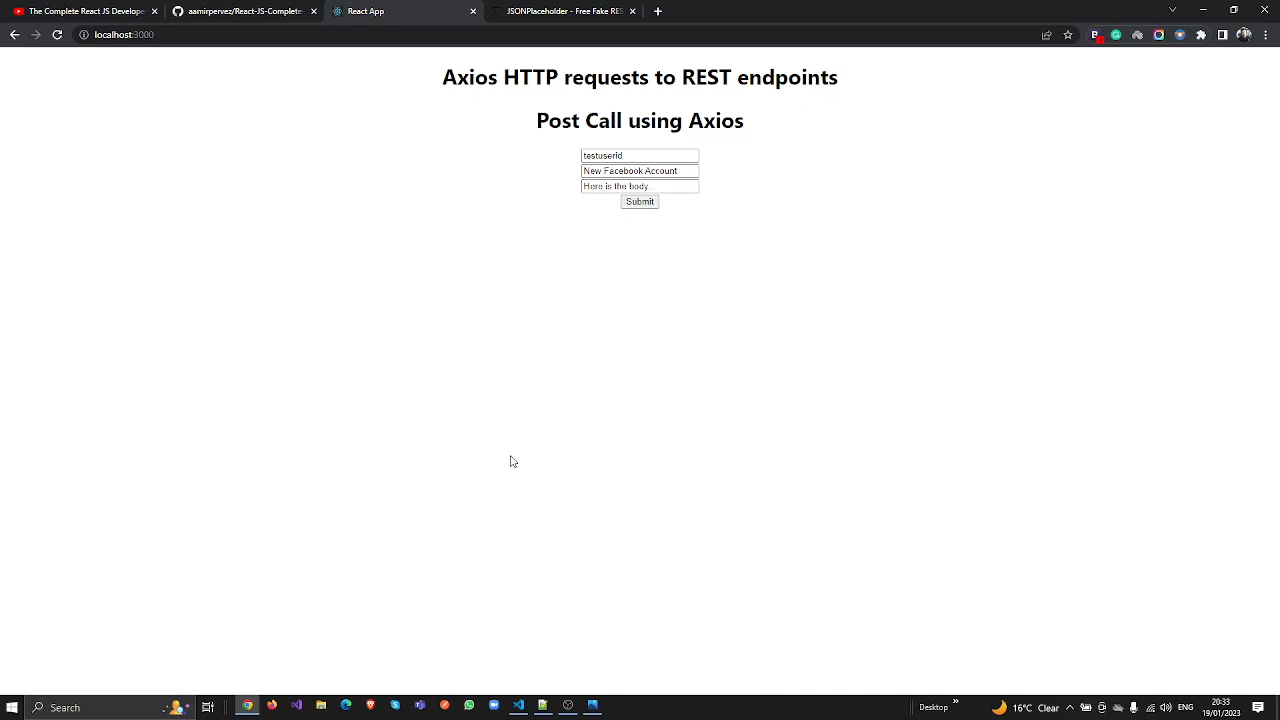 The Complete React JS Develope
aamirpervez/React-JS-Complete-
React App
JSONPlaceholder - Free Fake RES
localhost:3000
Axios HTTP requests to REST endpoints
Post Call using Axios
testuserid
New Facebook Account
Here is the body...
Submit
Search
Desktop
16°C Clear
ENG
20:33
19/01/2023